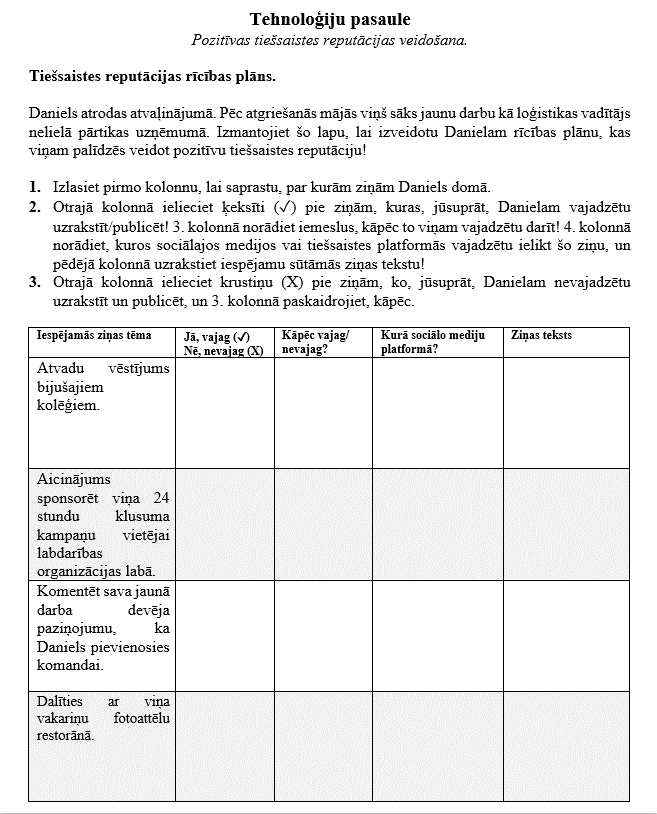 Tehnoloģiju pasaule
Pozitīvas tiešsaistes reputācijas veidošana.
Tiešsaistes reputācijas rīcības plāns.
Daniels atrodas atvaļinājumā. Pēc atgriešanās mājās viņš sāks jaunu darbu kā loģistikas vadītājs
nelielā pārtikas uzņēmumā. Izmantojiet šo lapu, lai izveidotu Danielam rīcības plānu, kas
viņam palīdzēs veidot pozitīvu tiešsaistes reputāciju!
1. Izlasiet pirmo kolonnu, lai saprastu, par kurām ziņām Daniels domā.
2. Otrajā kolonnā ielieciet ķeksīti (✓) pie ziņām, kuras, jūsuprāt, Danielam vajadzētu
uzrakstīt/publicēt! 3. kolonnā norādiet iemeslus, kāpēc to viņam vajadzētu darīt! 4. kolonnā
norādiet, kuros sociālajos medijos vai tiešsaistes platformās vajadzētu ielikt šo ziņu, un
pēdējā kolonnā uzrakstiet iespējamu sūtāmās ziņas tekstu!
3. Otrajā kolonnā ielieciet krustiņu (X) pie ziņām, ko, jūsuprāt, Danielam nevajadzētu
uzrakstīt un publicēt, un 3. kolonnā paskaidrojiet, kāpēc.
Iespējamās ziņas tēma
Jā, vajag (✓)
Nē, nevajag (X)
Kāpēc vajag/
nevajag?
Kurā sociālo mediju
platformā?
Ziņas teksts
Atvadu vēstījums
bijušajiem
kolēģiem.
Aicinājums
sponsorēt viņa 24
stundu klusuma
kampaņu vietējai
labdarības
organizācijas labā.
Komentēt sava jaunā
darba devēja
paziņojumu, ka
Daniels pievienosies
komandai.
Dalīties ar viņa
vakariņu fotoattēlu
restorānā.